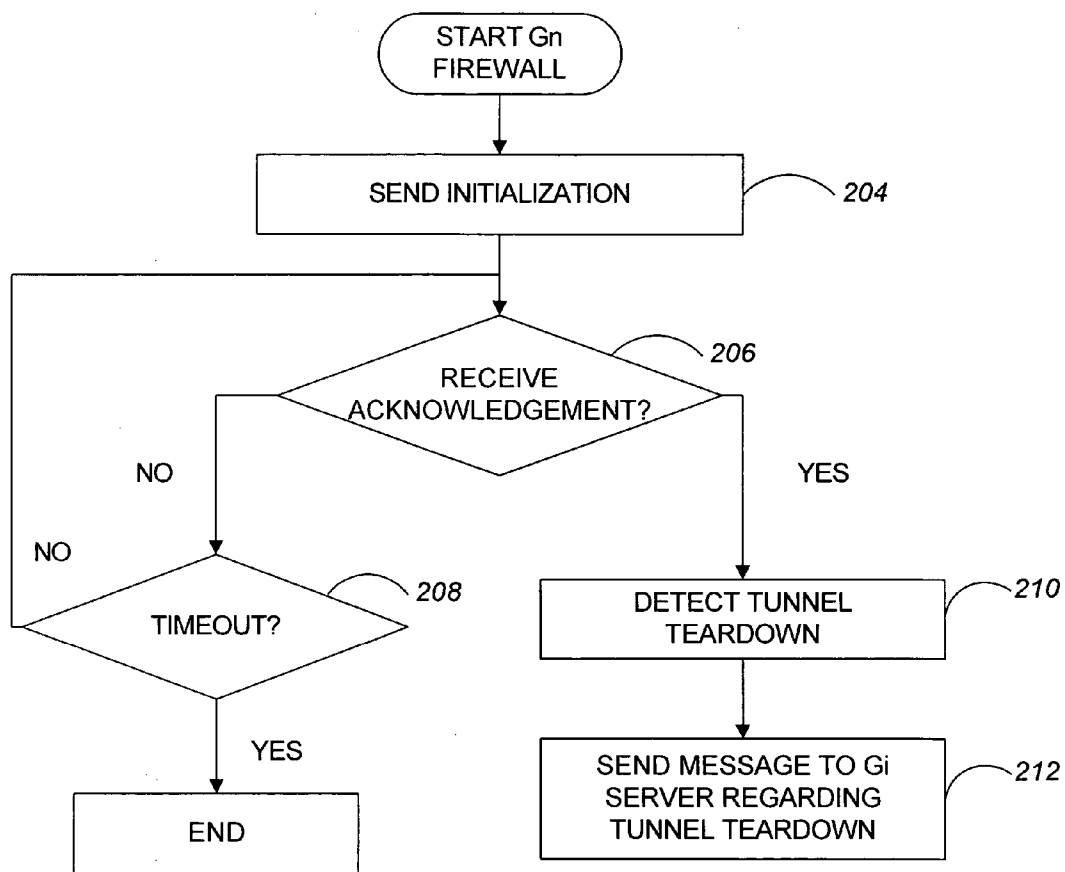 START Gn
FIREWALL
SEND INITIALIZATION
204
206
RECEIVE
ACKNOWLEDGEMENT?
NO
YES
NO
208
TIMEOUT?
210
DETECT TUNNEL
TEARDOWN
YES
SEND MESSAGE TO Gi
SERVER REGARDING
TUNNEL TEARDOWN
212
END